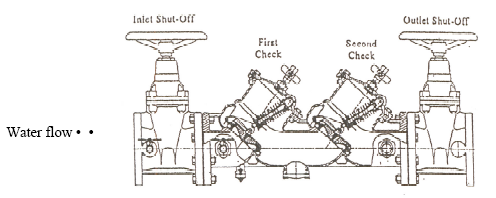 Inlet Shut-Off
Outlet Shut-Off
First
Check
Second
Check
Water flow • •